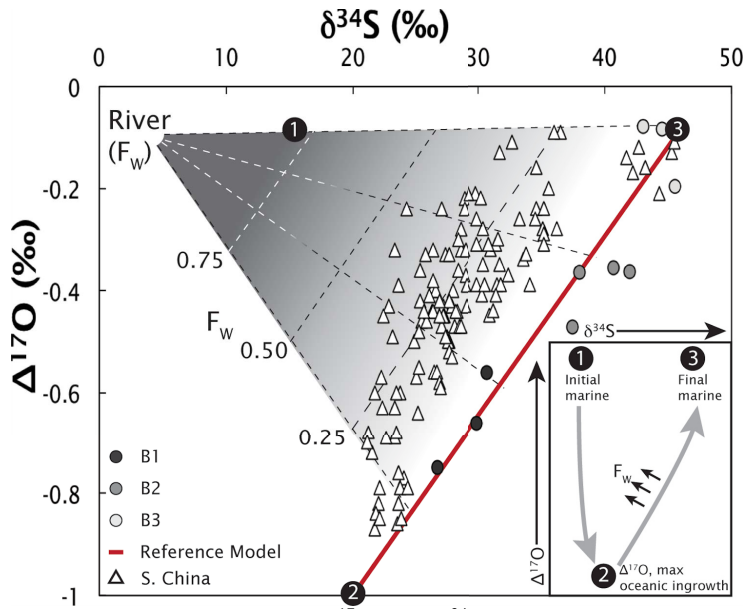 δ³⁴S (‰)
0 10 20 30 40 50
0
-0.2
-0.4
-0.6
-0.8
-1
Δ¹⁷O (‰)
River
(Fw)
1
3
0.75
Fw
0.50
0.25
B1
B2
B3
Reference Model
S. China
2
δ³⁴S
1
3
Initial
marine
Final
marine
Fw
Δ¹⁷O
2
Δ¹⁷O, max
oceanic ingrowth